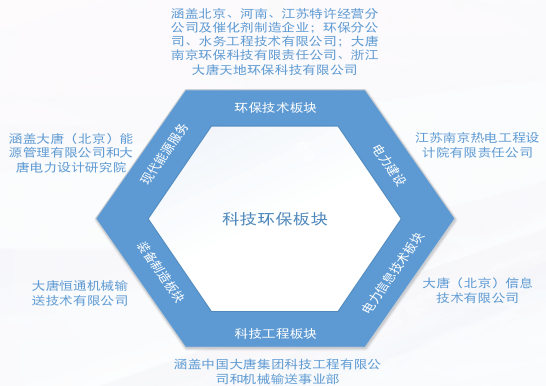 涵盖北京、河南、江苏特许经营分
公司及催化剂制造企业；环保分公
司、水务工程技术有限公司；大唐
南京环保科技有限责任公司、浙江
大唐天地环保科技有限公司
环保技术板块
现代能源服务
电力建设
涵盖大唐（北京）能
源管理有限公司和大
唐电力设计研究院
江苏南京热电工程设
计院有限责任公司
科技环保板块
装备制造板块
电力信息技术板块
大唐恒通机械输
送技术有限公司
大唐（北京）信息
技术有限公司
科技工程板块
涵盖中国大唐集团科技工程有限公
司和机械输送事业部